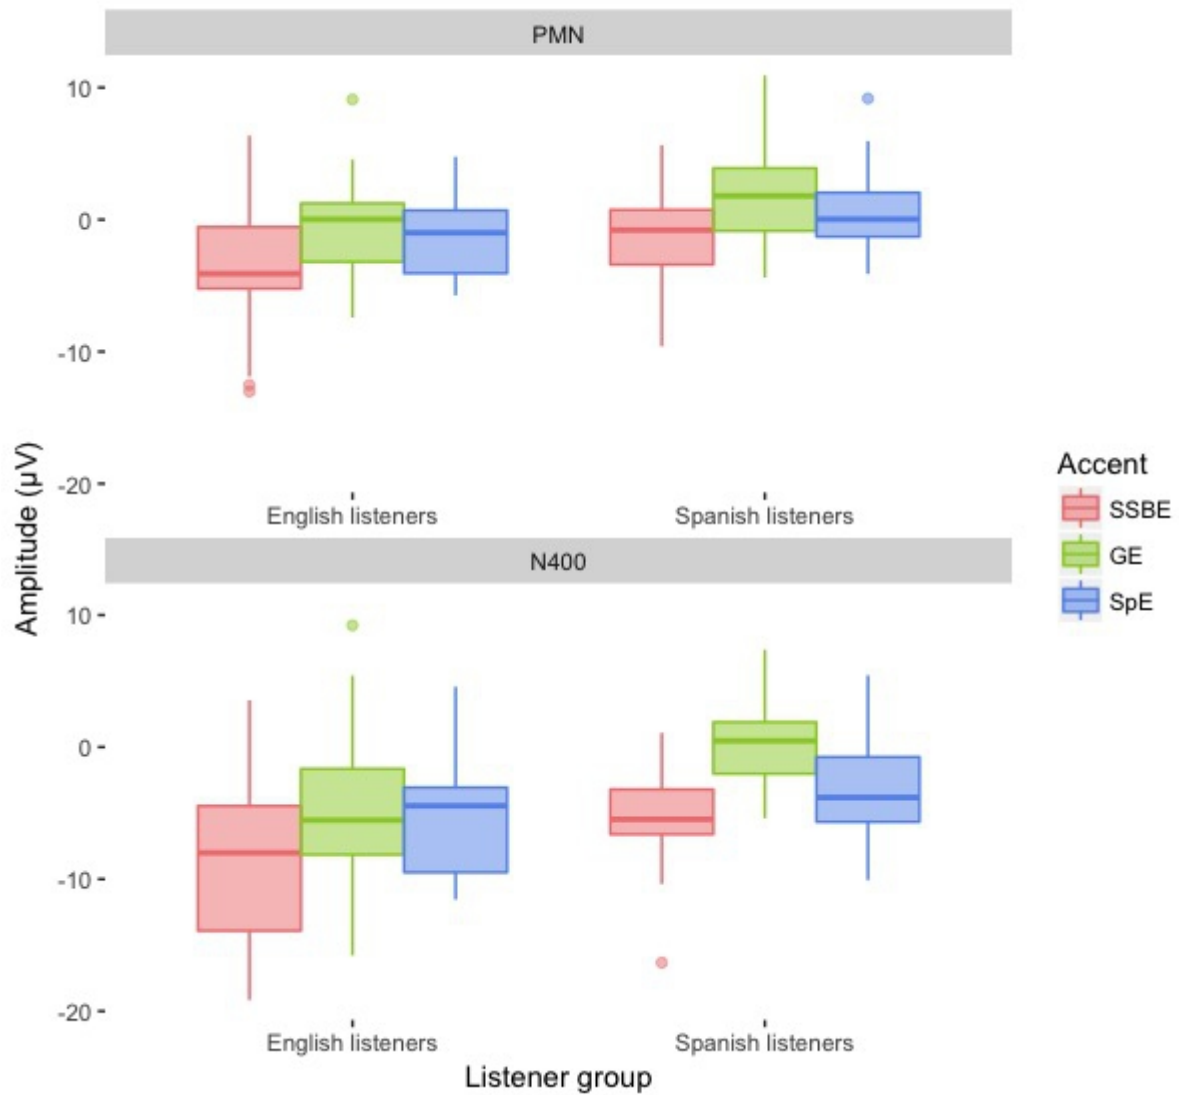 PMN
10
0
-10
-20
English listeners
Spanish listeners
N400
10
0
-10
-20
English listeners
Spanish listeners
Listener group
Amplitude (µV)
Accent
SSBE
GE
SpE